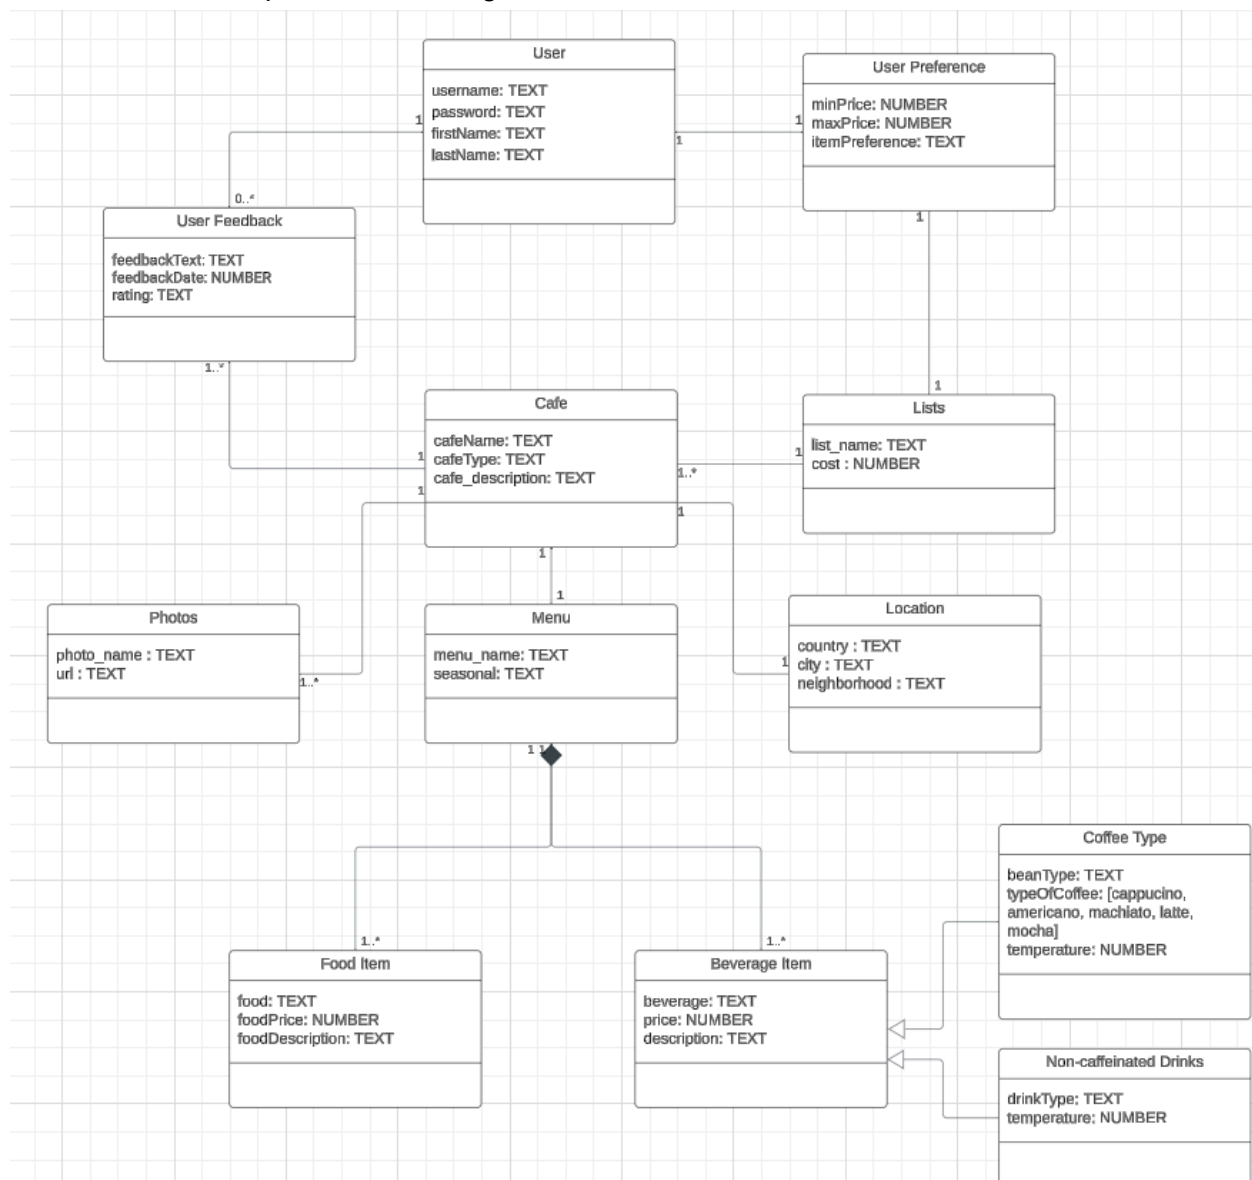 User
username: TEXT
password: TEXT
firstName: TEXT
lastName: TEXT
1
1
User Preference
minPrice: NUMBER
maxPrice: NUMBER
itemPreference: TEXT
1
1
0..*
User Feedback
feedbackText: TEXT
feedbackDate: NUMBER
rating: TEXT
1..*
Cafe
cafeName: TEXT
cafeType: TEXT
cafe_description: TEXT
1
1
1..*
1
1
1
Lists
list_name: TEXT
cost : NUMBER
1
Photos
photo_name : TEXT
url : TEXT
1..*
1
Menu
menu_name: TEXT
seasonal: TEXT
1 1
Location
country : TEXT
city : TEXT
neighborhood : TEXT
1
1..*
Food Item
food: TEXT
foodPrice: NUMBER
foodDescription: TEXT
1..*
Beverage Item
beverage: TEXT
price: NUMBER
description: TEXT
Coffee Type
beanType: TEXT
typeOfCoffee: [cappucino,
americano, machiato, latte,
mocha]
temperature: NUMBER
Non-caffeinated Drinks
drinkType: TEXT
temperature: NUMBER